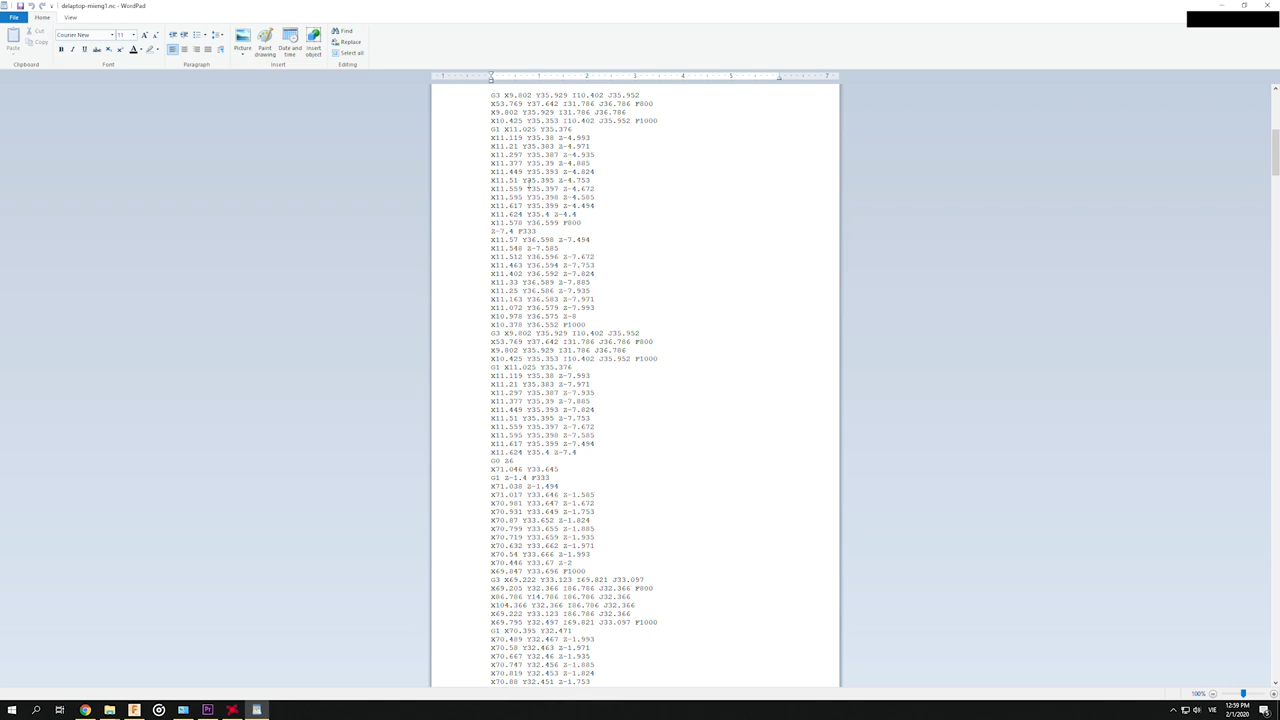 delaptop-mieng1.nc - WordPad
File Home View
Cut
Copy
Paste
Clipboard
Courier New 11
Font
Paragraph
Picture
Paint drawing
Date and time
Insert object
Insert
Find
Replace
Select all
Editing
1 1 2 3 4 5 7
G3 X9.802 Y35.929 I10.402 J35.952
X53.769 Y37.642 I31.786 J36.786 F800
X9.802 Y35.929 I31.786 J36.786
X10.425 Y35.353 I10.402 J35.952 F1000
G1 X11.025 Y35.376
X11.119 Y35.38 Z-4.993
X11.21 Y35.383 Z-4.971
X11.297 Y35.387 Z-4.935
X11.377 Y35.39 Z-4.885
X11.449 Y35.393 Z-4.824
X11.51 Y35.395 Z-4.753
X11.559 Y35.397 Z-4.672
X11.595 Y35.398 Z-4.585
X11.617 Y35.399 Z-4.494
X11.624 Y35.4 Z-4.4
X11.578 Y36.599 F800
Z-7.4 F333
X11.57 Y36.598 Z-7.494
X11.548 Z-7.585
X11.512 Y36.596 Z-7.672
X11.463 Y36.594 Z-7.753
X11.402 Y36.592 Z-7.824
X11.33 Y36.589 Z-7.885
X11.25 Y36.586 Z-7.935
X11.163 Y36.583 Z-7.971
X11.072 Y36.579 Z-7.993
X10.978 Y36.575 Z-8
X10.378 Y36.552 F1000
G3 X9.802 Y35.929 I10.402 J35.952
X53.769 Y37.642 I31.786 J36.786 F800
X9.802 Y35.929 I31.786 J36.786
X10.425 Y35.353 I10.402 J35.952 F1000
G1 X11.025 Y35.376
X11.119 Y35.38 Z-7.993
X11.21 Y35.383 Z-7.971
X11.297 Y35.387 Z-7.935
X11.377 Y35.39 Z-7.885
X11.449 Y35.393 Z-7.824
X11.51 Y35.395 Z-7.753
X11.559 Y35.397 Z-7.672
X11.595 Y35.398 Z-7.585
X11.617 Y35.399 Z-7.494
X11.624 Y35.4 Z-7.4
G0 Z6
X71.046 Y33.645
G1 Z-1.4 F333
X71.038 Z-1.494
X71.017 Y33.646 Z-1.585
X70.981 Y33.647 Z-1.672
X70.931 Y33.649 Z-1.753
X70.87 Y33.652 Z-1.824
X70.799 Y33.655 Z-1.885
X70.719 Y33.659 Z-1.935
X70.632 Y33.662 Z-1.971
X70.54 Y33.666 Z-1.993
X70.446 Y33.67 Z-2
X69.847 Y33.696 F1000
G3 X69.222 Y33.123 I69.821 J33.097
X69.205 Y32.366 I86.786 J32.366 F800
X86.786 Y14.786 I86.786 J32.366
X104.366 Y32.366 I86.786 J32.366
X69.222 Y33.123 I86.786 J32.366
X69.795 Y32.497 I69.821 J33.097 F1000
G1 X70.395 Y32.471
X70.489 Y32.467 Z-1.993
X70.58 Y32.463 Z-1.971
X70.667 Y32.46 Z-1.935
X70.747 Y32.456 Z-1.885
X70.819 Y32.453 Z-1.824
X70.88 Y32.451 Z-1.753
100%
VIE
12:59 PM
2/1/2020